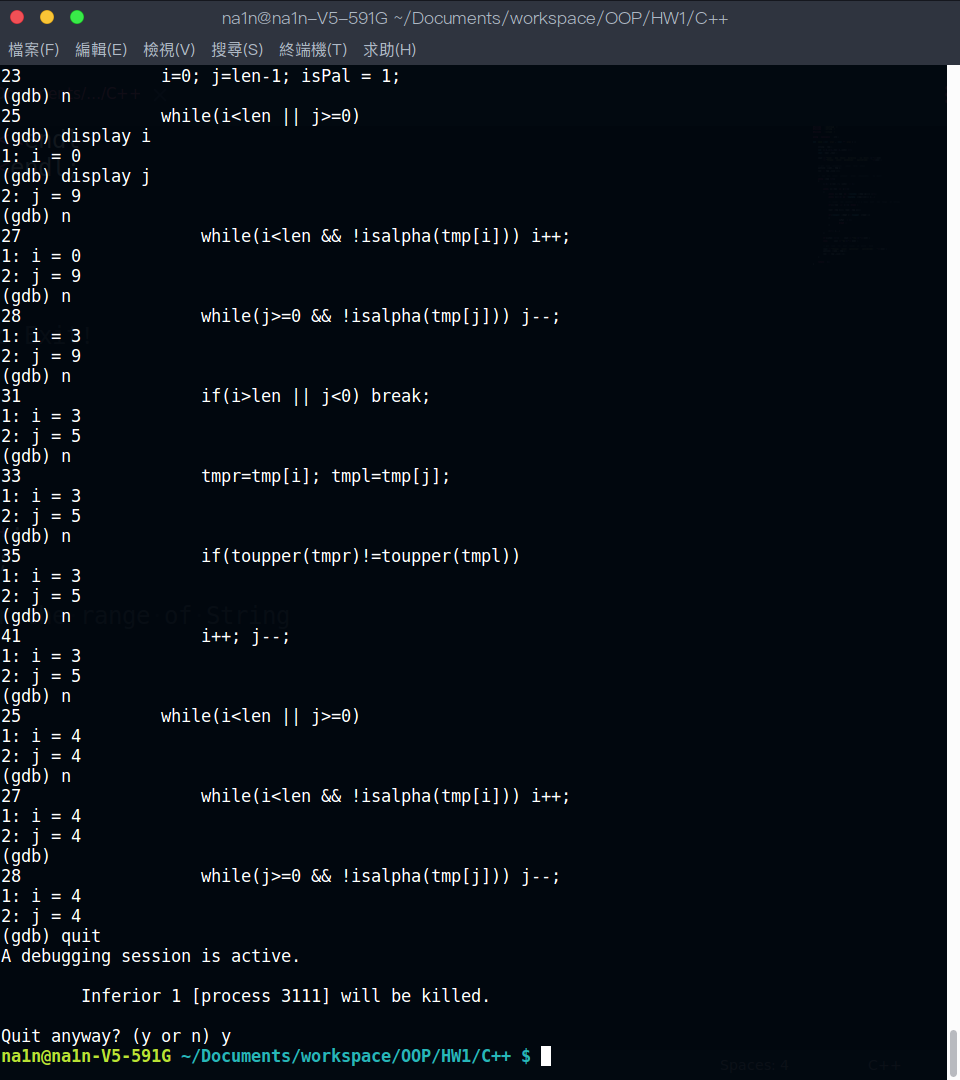 na1n@na1n-V5-591G ~/Documents/workspace/OOP/HW1/C++
檔案(F) 編輯(E) 檢視(V) 搜尋(S) 終端機(T) 求助(H)
23              i=0; j=len-1; isPal = 1;
(gdb) n
25              while(i<len || j>=0)
(gdb) display i
1: i = 0
(gdb) display j
2: j = 9
(gdb) n
27                  while(i<len && !isalpha(tmp[i])) i++;
1: i = 0
2: j = 9
(gdb) n
28                  while(j>=0 && !isalpha(tmp[j])) j--;
1: i = 3
2: j = 9
(gdb) n
31                  if(i>len || j<0) break;
1: i = 3
2: j = 5
(gdb) n
33                  tmpr=tmp[i]; tmpl=tmp[j];
1: i = 3
2: j = 5
(gdb) n
35                  if(toupper(tmpr)!=toupper(tmpl))
1: i = 3
2: j = 5
(gdb) n
range of String
41                  i++; j--;
1: i = 3
2: j = 5
(gdb) n
25              while(i<len || j>=0)
1: i = 4
2: j = 4
(gdb) n
27                  while(i<len && !isalpha(tmp[i])) i++;
1: i = 4
2: j = 4
(gdb)
28                  while(j>=0 && !isalpha(tmp[j])) j--;
1: i = 4
2: j = 4
(gdb) quit
A debugging session is active.
        Inferior 1 [process 3111] will be killed.
Quit anyway? (y or n) y
na1n@na1n-V5-591G ~/Documents/workspace/OOP/HW1/C++ $
Spaces: 4 C++